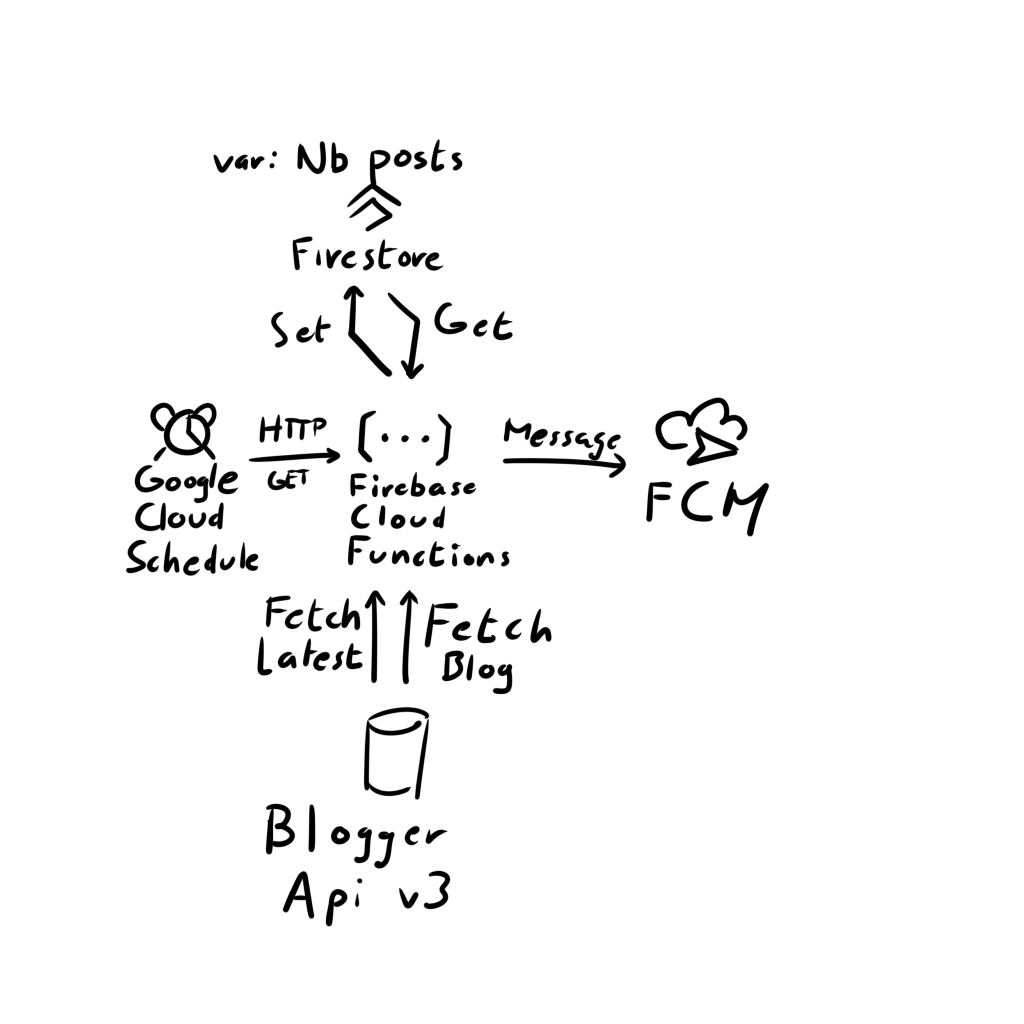 var: Nb posts
Firestore
Set
Get
HTTP
GET
(...)
Message
Google
Cloud
Schedule
Firebase
Cloud
Functions
FCM
Fetch
Latest
Fetch
Blog
Blogger
Api v3